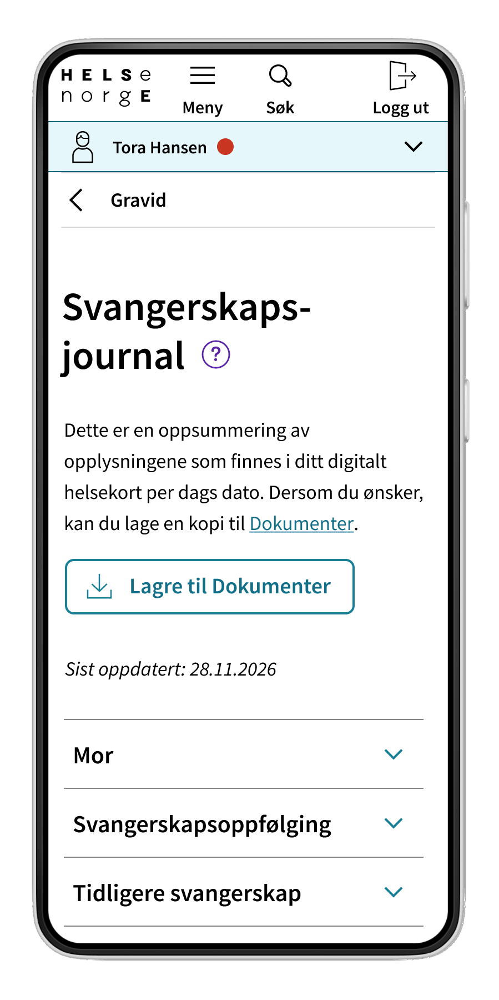 HELSe
norgE
Meny
Søk
Logg ut
Tora Hansen
Gravid
Svangerskaps-
journal ?
Dette er en oppsummering av
opplysningene som finnes i ditt digitalt
helsekort per dags dato. Dersom du ønsker,
kan du lage en kopi til Dokumenter.
Lagre til Dokumenter
Sist oppdatert: 28.11.2026
Mor
Svangerskapsoppfølging
Tidligere svangerskap